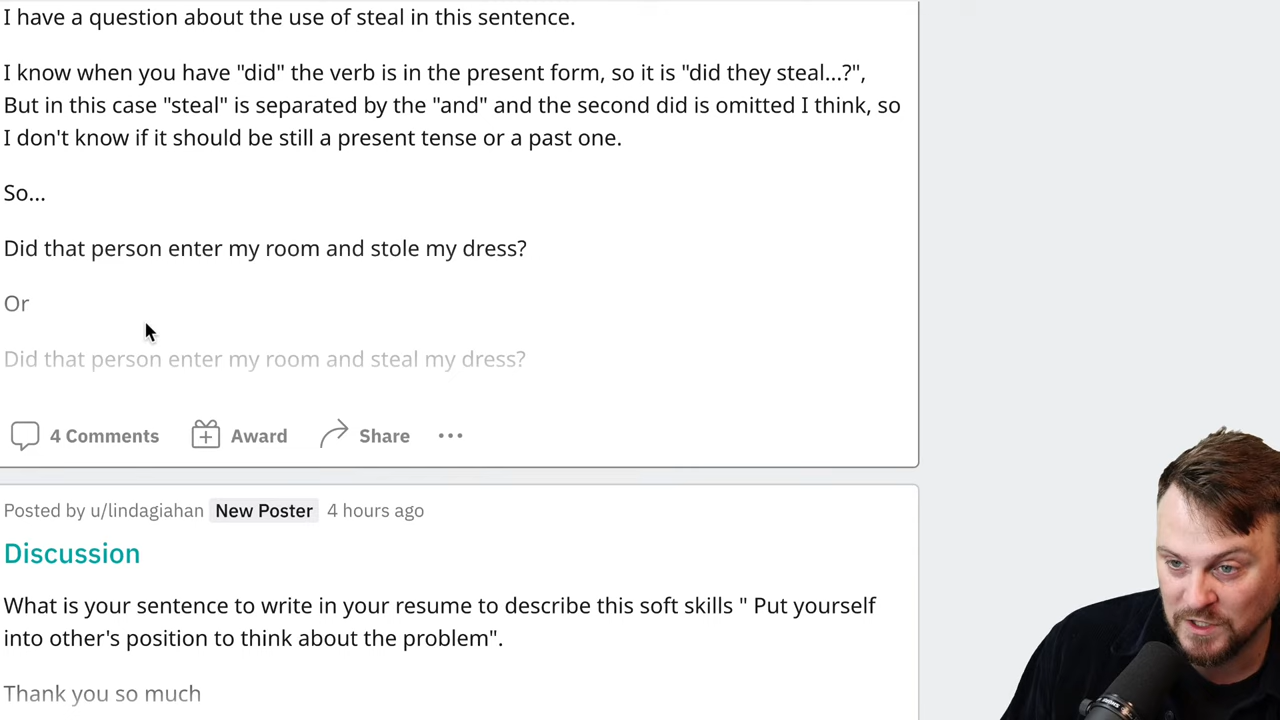 I have a question about the use of steal in this sentence.
I know when you have "did" the verb is in the present form, so it is "did they steal...?",
But in this case "steal" is separated by the "and" and the second did is omitted I think, so
I don't know if it should be still a present tense or a past one.
So...
Did that person enter my room and stole my dress?
Or
Did that person enter my room and steal my dress?
4 Comments Award Share
Posted by u/lindagiahan New Poster 4 hours ago
Discussion
What is your sentence to write in your resume to describe this soft skills " Put yourself
into other's position to think about the problem".
Thank you so much